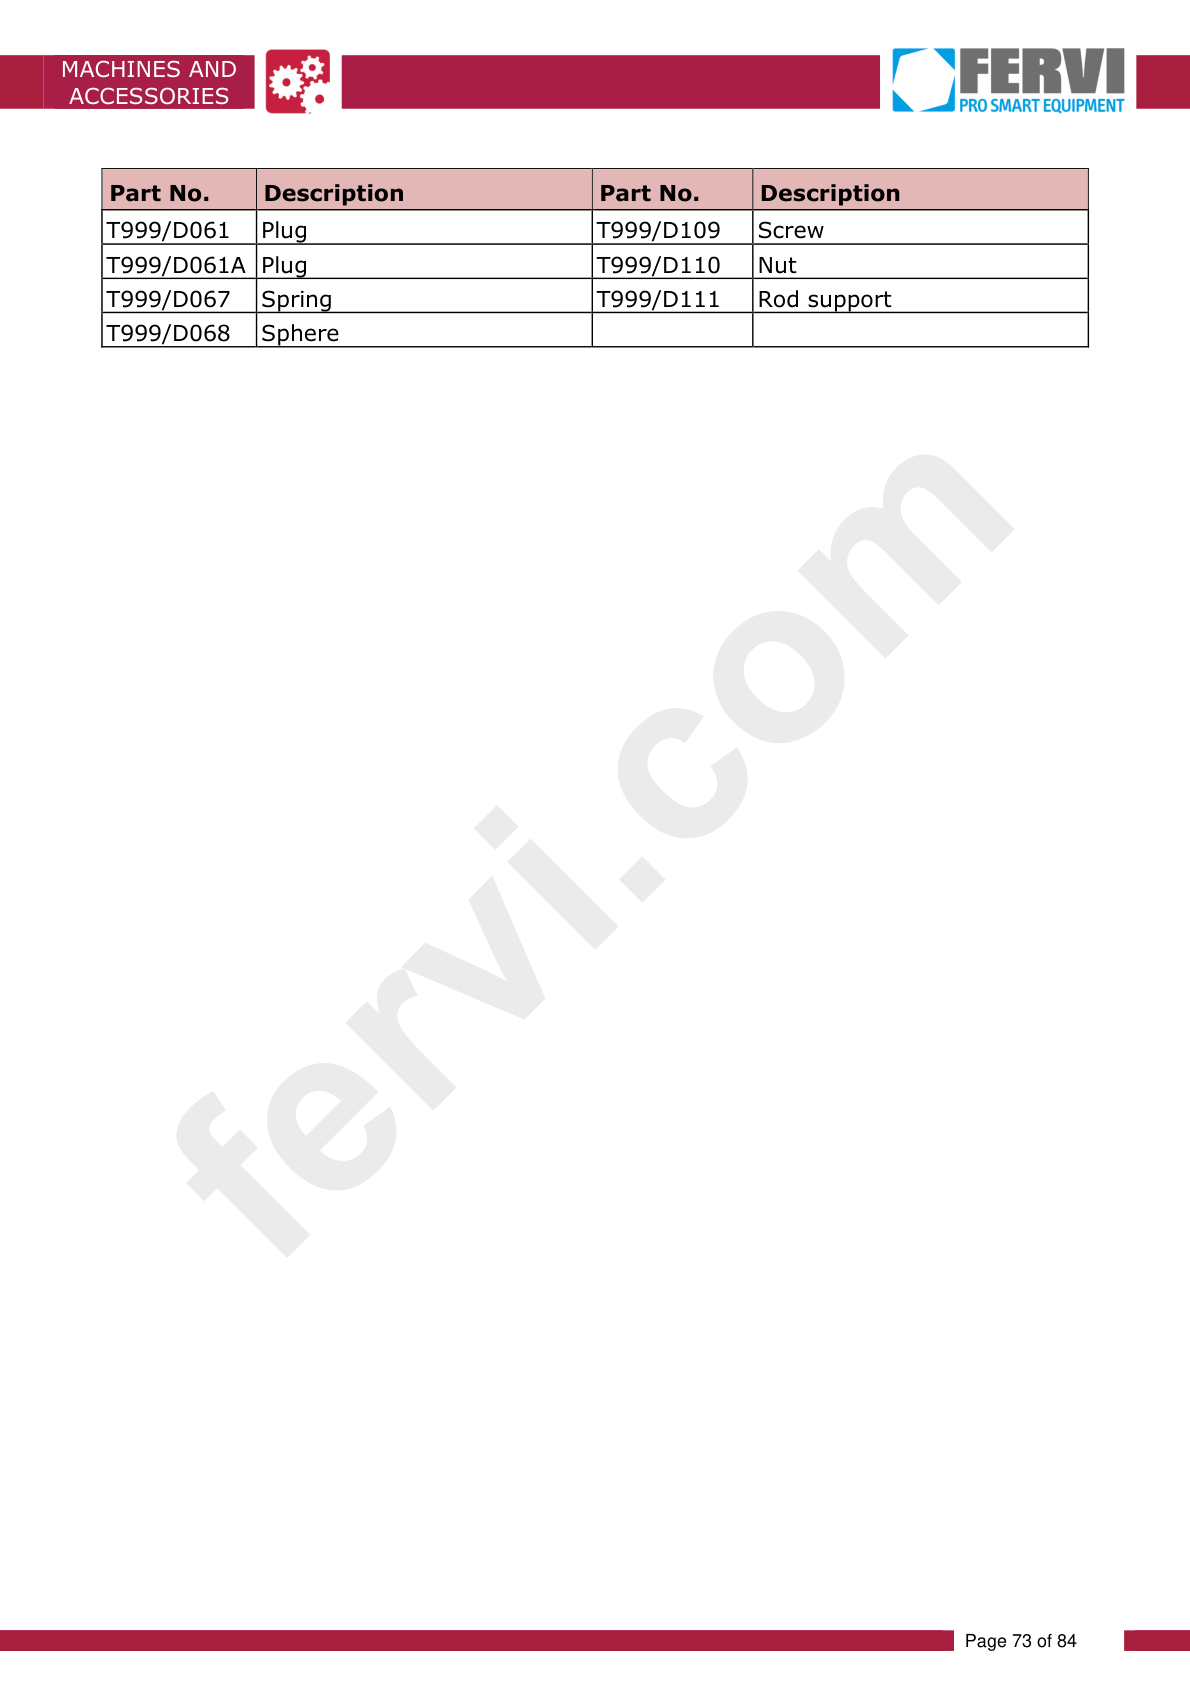 MACHINES AND
ACCESSORIES
FERVI
PRO SMART EQUIPMENT
Part No. Description Part No. Description
T999/D061 Plug T999/D109 Screw
T999/D061A Plug T999/D110 Nut
T999/D067 Spring T999/D111 Rod support
T999/D068 Sphere
fervi.com
Page 73 of 84